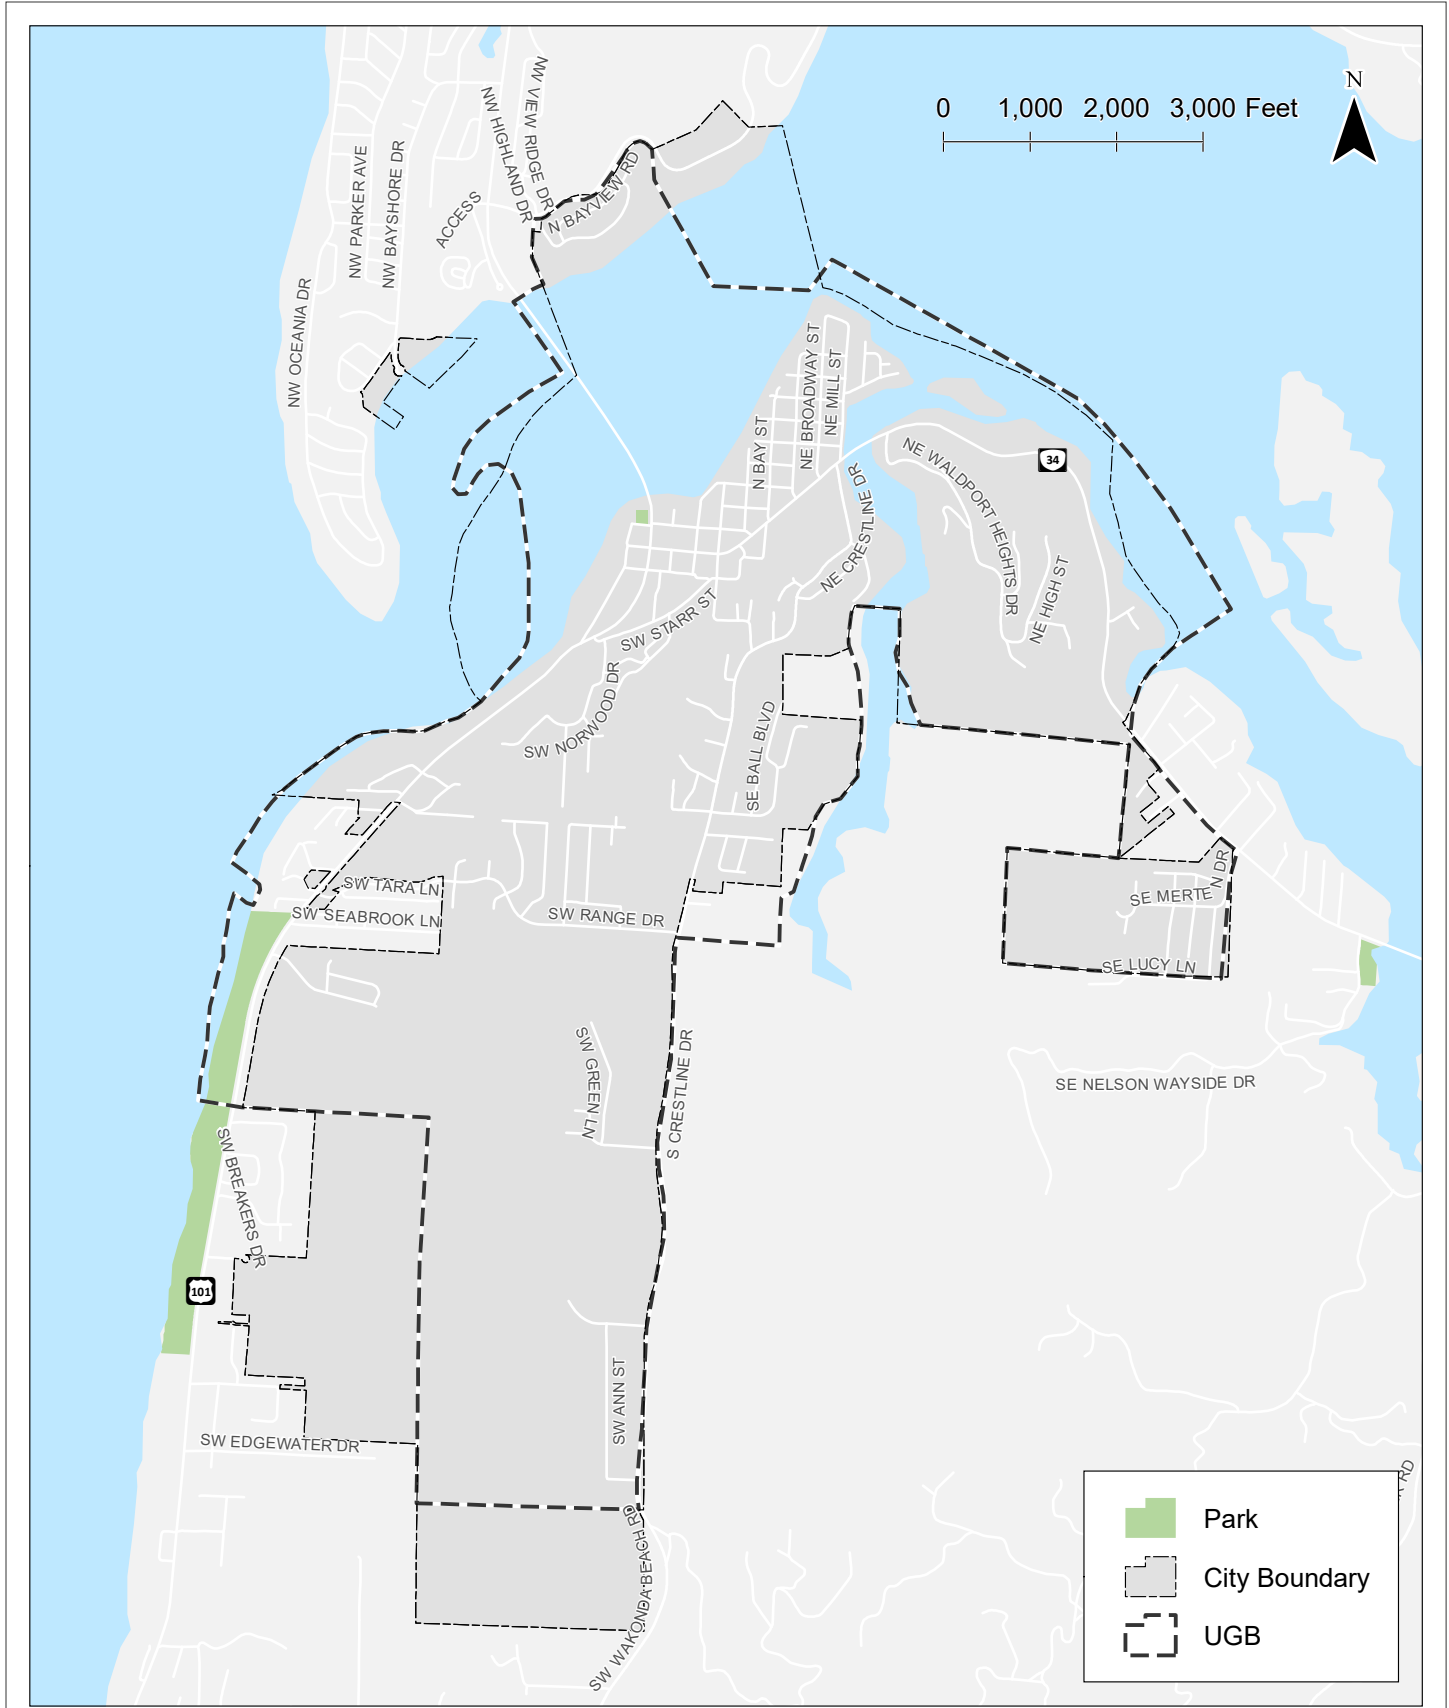 N
0 1,000 2,000 3,000 Feet
NW VIEW RIDGE DR
NW HIGHLAND DR
NW PARKER AVE
NW BAYSHORE DR
ACCESS
N BAYVIEW RD
NW OCEANIA DR
NE BROADWAY ST
NE MILL ST
N BAY ST
34
NE WALDPORT HEIGHTS DR
NE CRESTLINE DR
NE HIGH ST
SW STARR ST
SW NORWOOD DR
SE BALL BLVD
SW TARA LN
SW SEABROOK LN
SW RANGE DR
SE MERTEN DR
SE LUCY LN
SW GREEN LN
S CRESTLINE DR
SE NELSON WAYSIDE DR
SW BREAKERS DR
101
SW ANN ST
SW EDGEWATER DR
SW WAKONDA BEACH RD
RD
Park
City Boundary
UGB